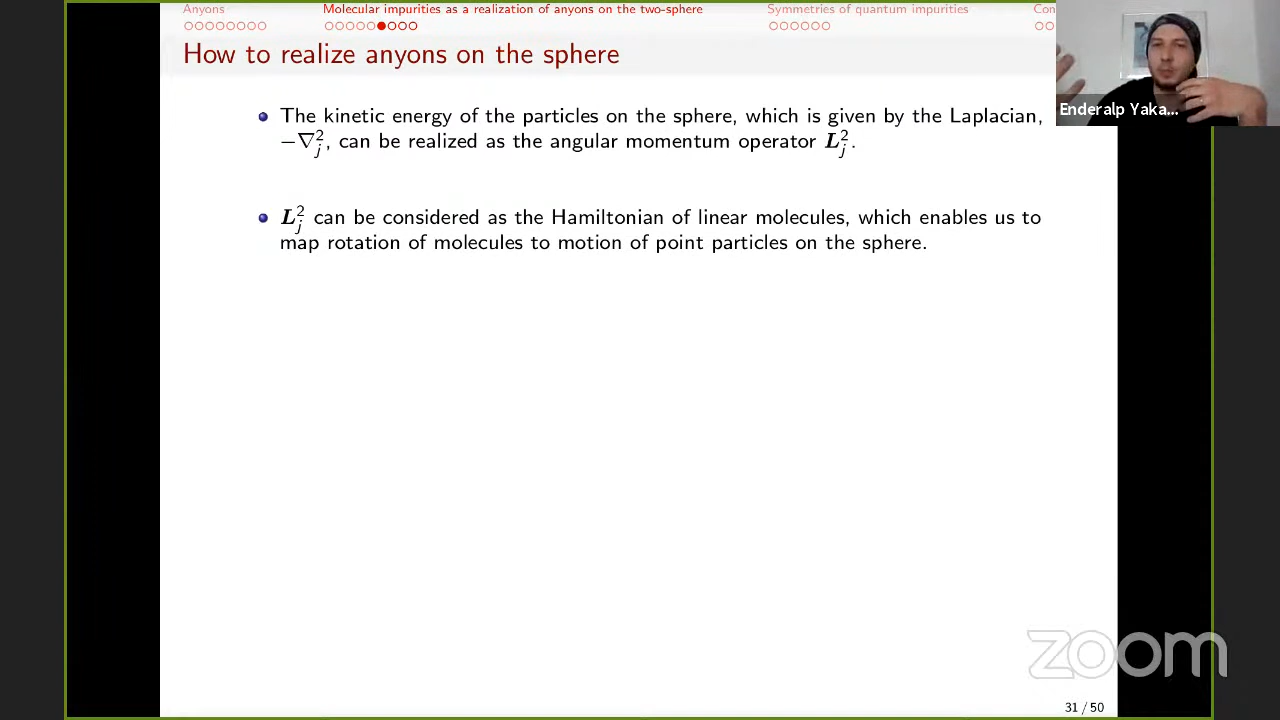 Anyons
Molecular impurities as a realization of anyons on the two-sphere
Symmetries of quantum impurities
Con
How to realize anyons on the sphere
Enderalp Yaka...
The kinetic energy of the particles on the sphere, which is given by the Laplacian,
−∇²ⱼ, can be realized as the angular momentum operator L²ⱼ.
L²ⱼ can be considered as the Hamiltonian of linear molecules, which enables us to
map rotation of molecules to motion of point particles on the sphere.
zoom
31 / 50